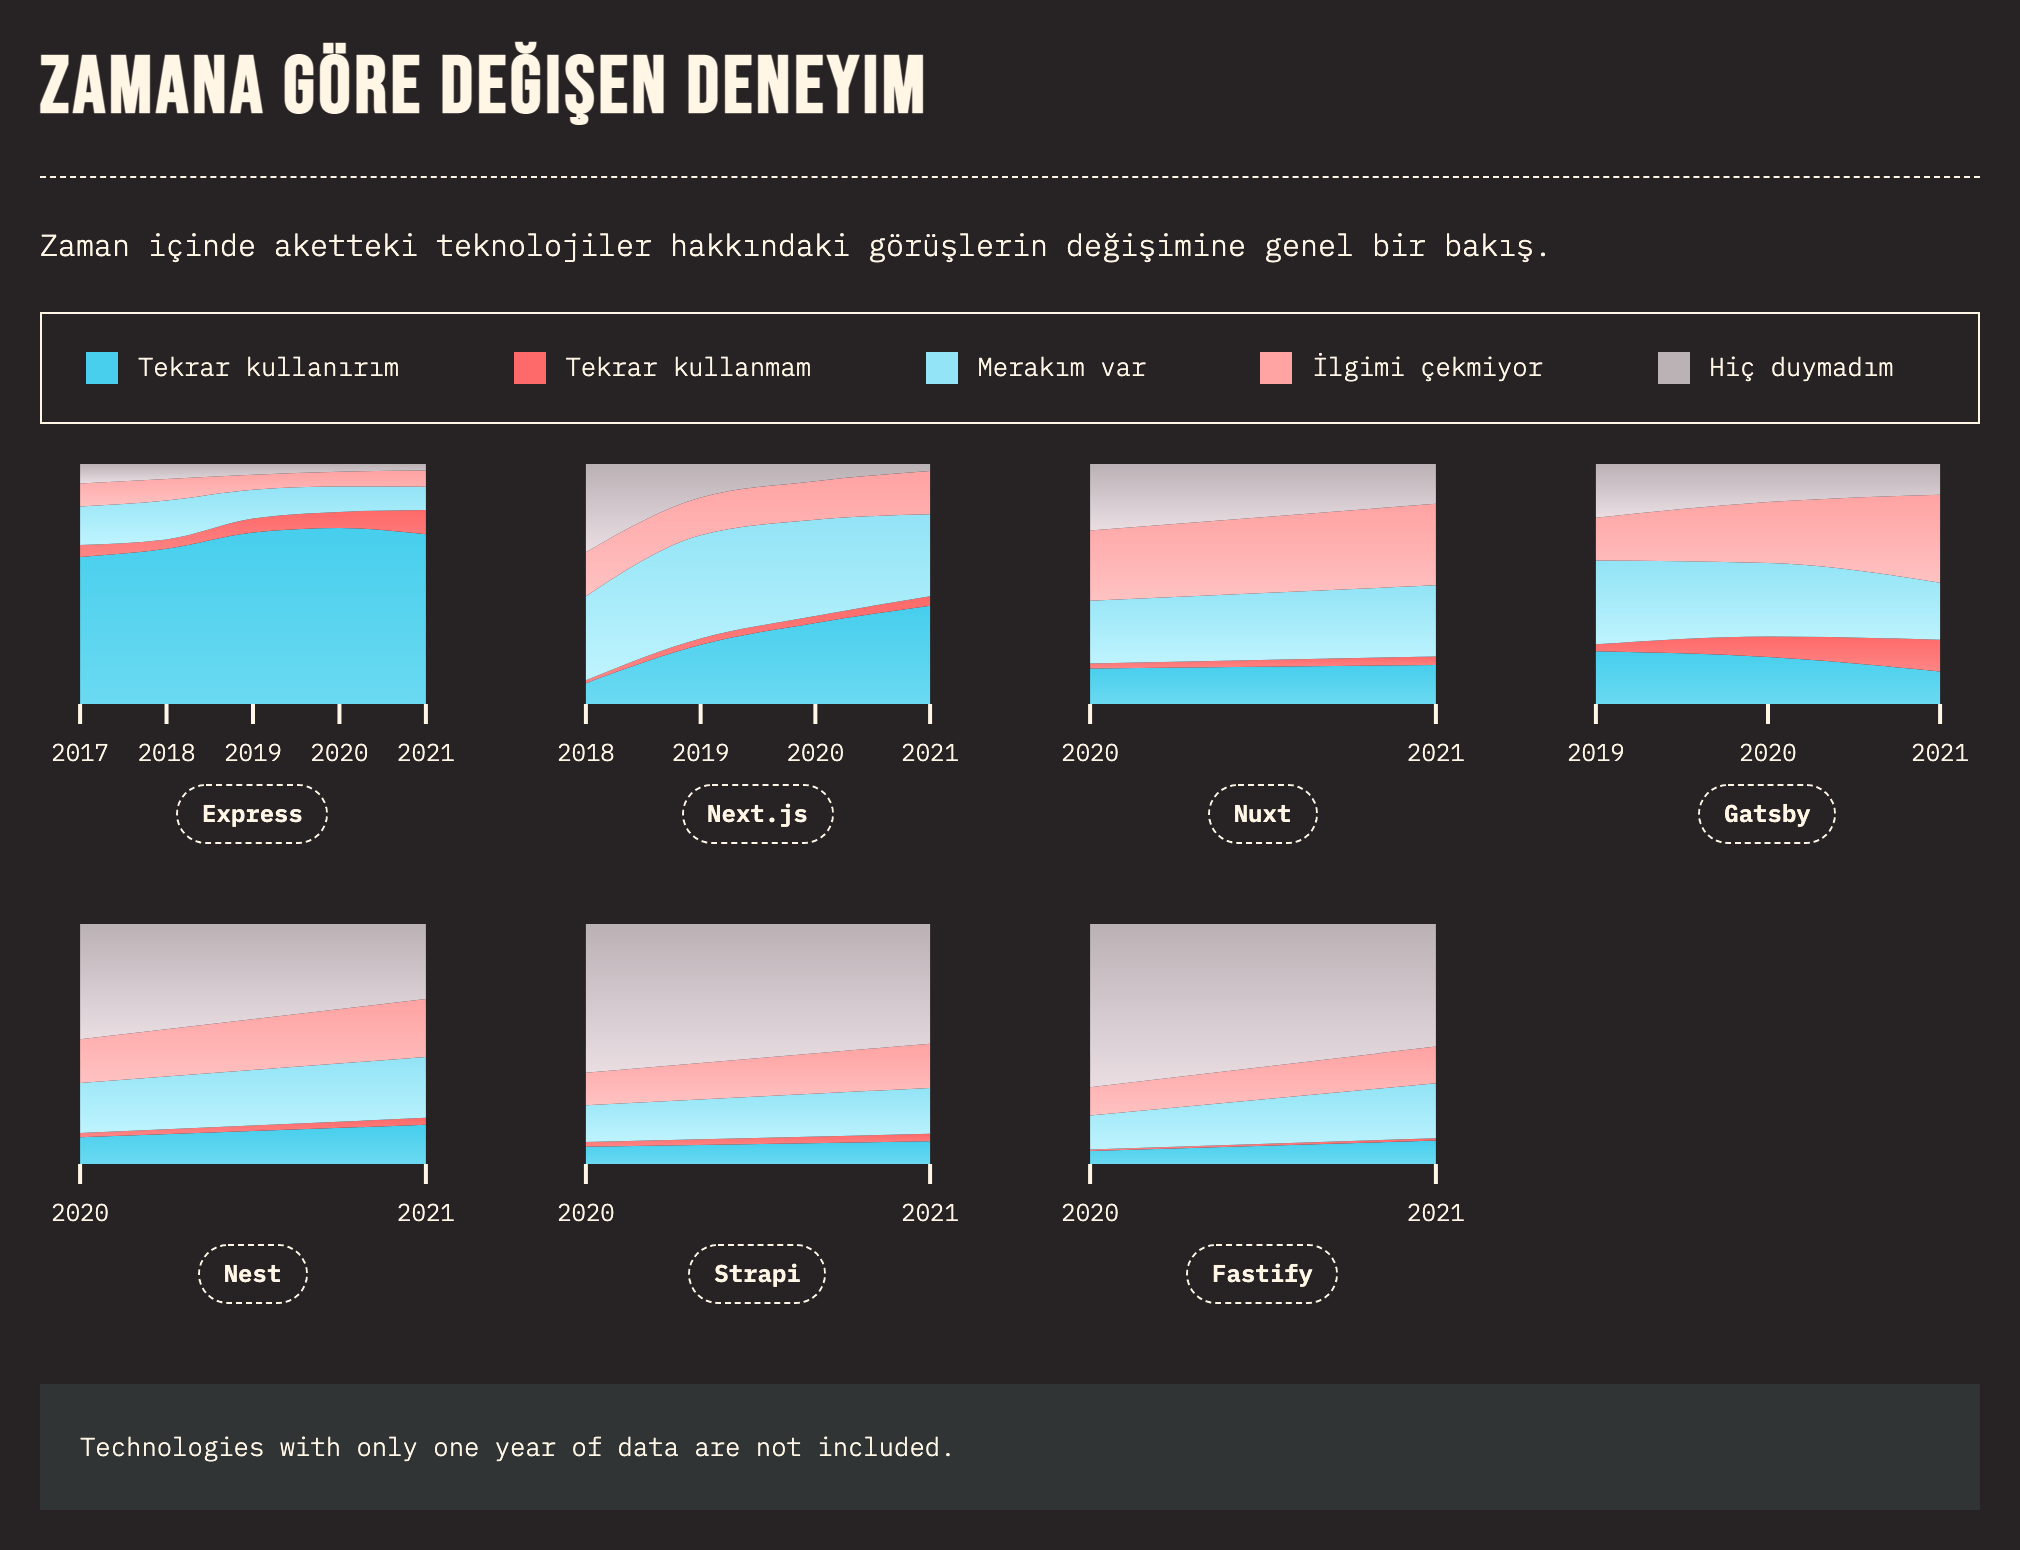 ZAMANA GÖRE DEĞIŞEN DENEYIM
Zaman içinde aketteki teknolojiler hakkındaki görüşlerin değişimine genel bir bakış.
Tekrar kullanırım Tekrar kullanmam Merakım var İlgimi çekmiyor Hiç duymadım
2017 2018 2019 2020 2021
Express
2018 2019 2020 2021
Next.js
2020 2021
Nuxt
2019 2020 2021
Gatsby
2020 2021
Nest
2020 2021
Strapi
2020 2021
Fastify
Technologies with only one year of data are not included.